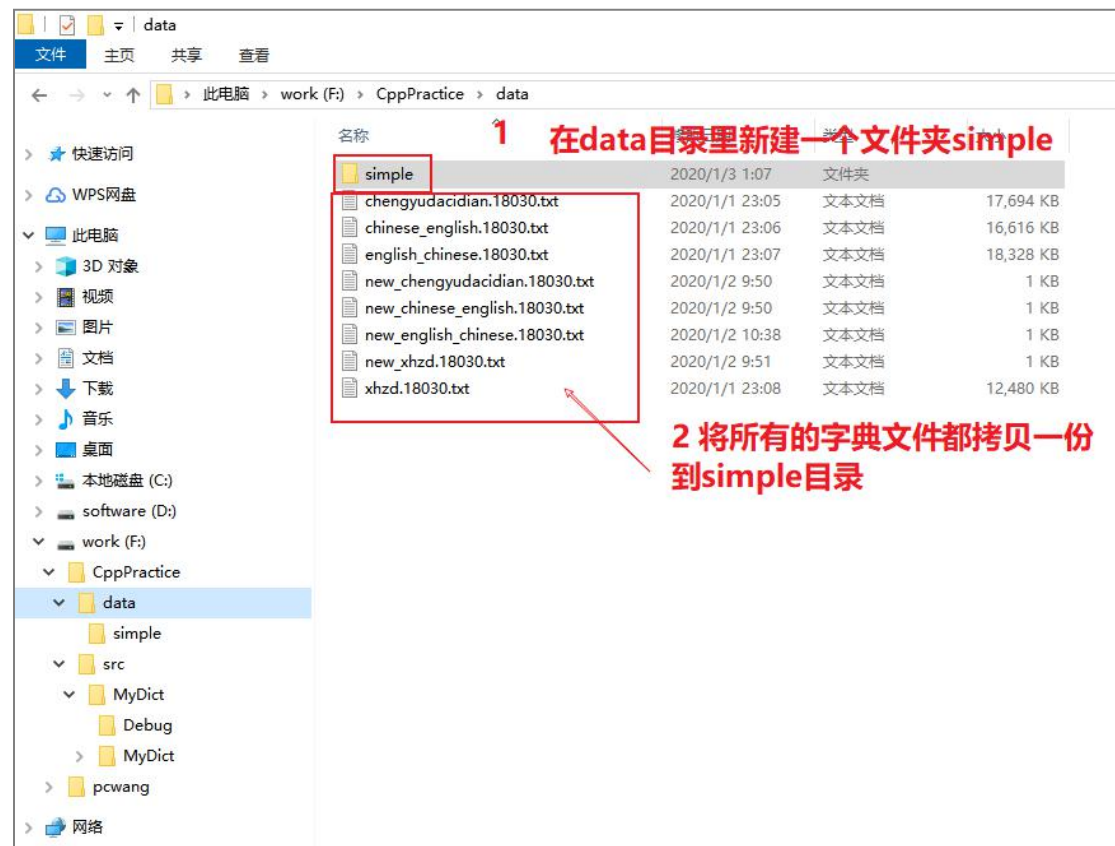 data
文件 主页 共享 查看
此电脑 › work (F:) › CppPractice › data
名称 大小
1 在data目录里新建一个文件夹simple
快速访问
WPS网盘
此电脑
3D 对象
视频
图片
文档
下载
音乐
桌面
本地磁盘 (C:)
software (D:)
work (F:)
CppPractice
data
simple
src
MyDict
Debug
MyDict
pcwang
网络
simple 2020/1/3 1:07 文件夹
chengyudacidian.18030.txt 2020/1/1 23:05 文本文档 17,694 KB
chinese_english.18030.txt 2020/1/1 23:06 文本文档 16,616 KB
english_chinese.18030.txt 2020/1/1 23:07 文本文档 18,328 KB
new_chengyudacidian.18030.txt 2020/1/2 9:50 文本文档 1 KB
new_chinese_english.18030.txt 2020/1/2 9:50 文本文档 1 KB
new_english_chinese.18030.txt 2020/1/2 10:38 文本文档 1 KB
new_xhzd.18030.txt 2020/1/2 9:51 文本文档 1 KB
xhzd.18030.txt 2020/1/1 23:08 文本文档 12,480 KB
2 将所有的字典文件都拷贝一份
到simple目录